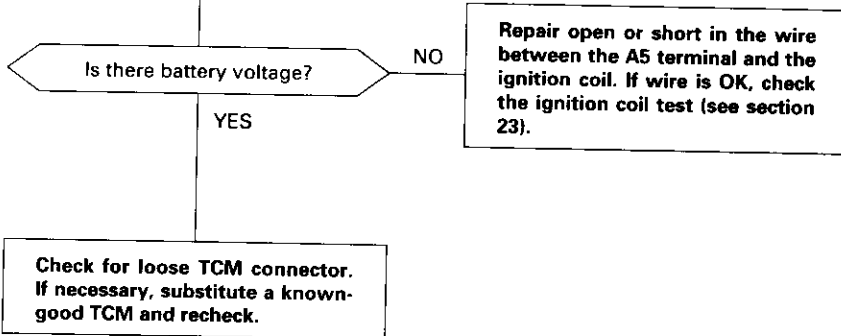 Is there battery voltage?
NO
Repair open or short in the wire
between the A5 terminal and the
ignition coil. If wire is OK, check
the ignition coil test (see section
23).
YES
Check for loose TCM connector.
If necessary, substitute a known-
good TCM and recheck.